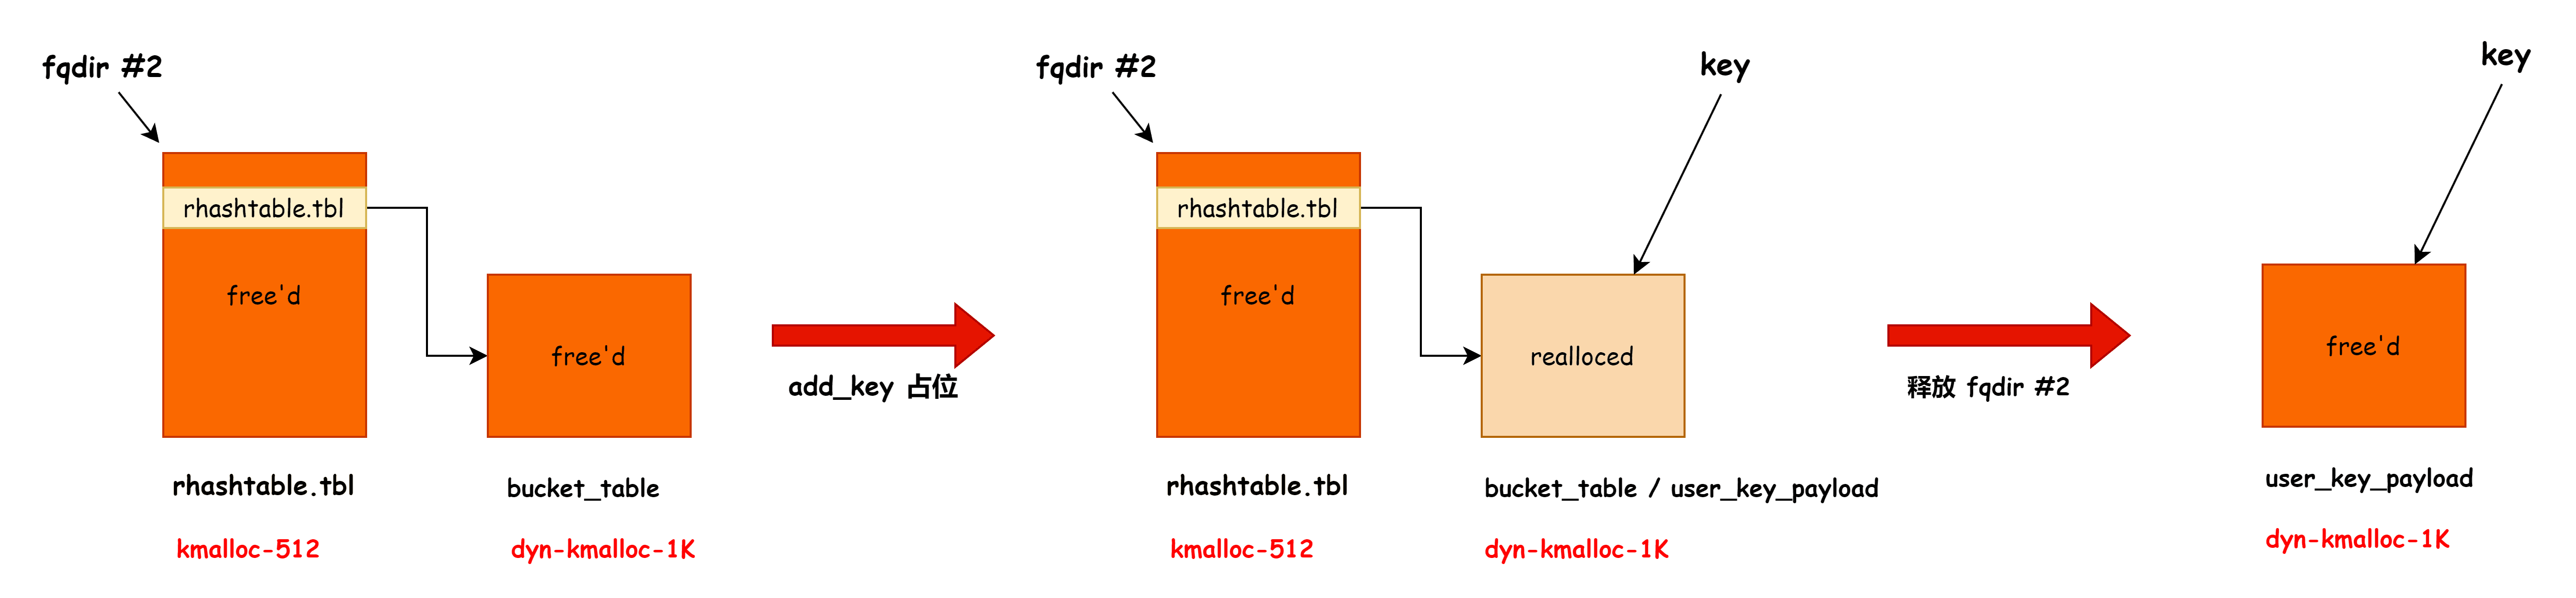 fqdir #2
rhashtable.tbl
free'd
free'd
rhashtable.tbl
kmalloc-512
bucket_table
dyn-kmalloc-1K
add_key 占位
fqdir #2
key
rhashtable.tbl
free'd
realloced
rhashtable.tbl
kmalloc-512
bucket_table / user_key_payload
dyn-kmalloc-1K
释放 fqdir #2
key
free'd
user_key_payload
dyn-kmalloc-1K